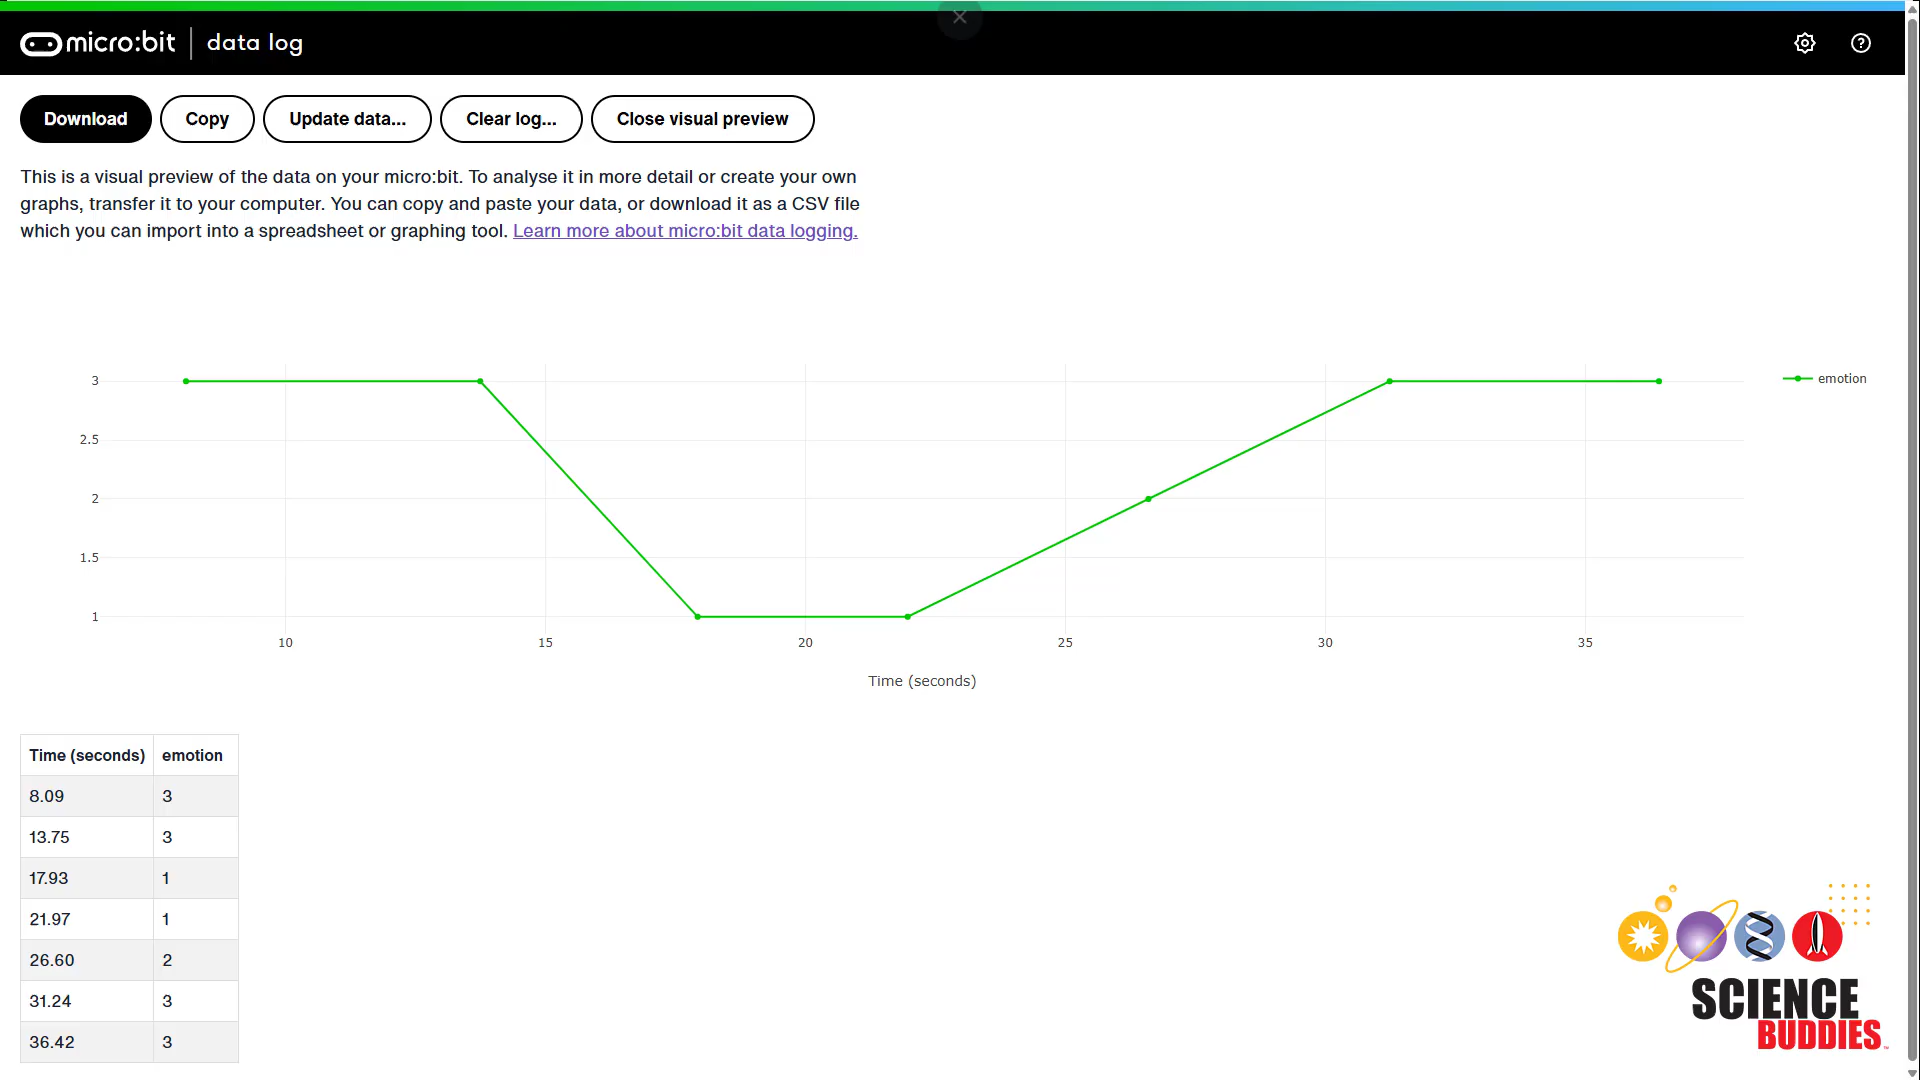 micro:bit data log
Download Copy Update data... Clear log... Close visual preview
This is a visual preview of the data on your micro:bit. To analyse it in more detail or create your own
graphs, transfer it to your computer. You can copy and paste your data, or download it as a CSV file
which you can import into a spreadsheet or graphing tool. Learn more about micro:bit data logging.
3
2.5
2
1.5
1
10 15 20 25 30 35
Time (seconds)
emotion
Time (seconds) emotion
8.09 3
13.75 3
17.93 1
21.97 1
26.60 2
31.24 3
36.42 3
SCIENCE
BUDDIES